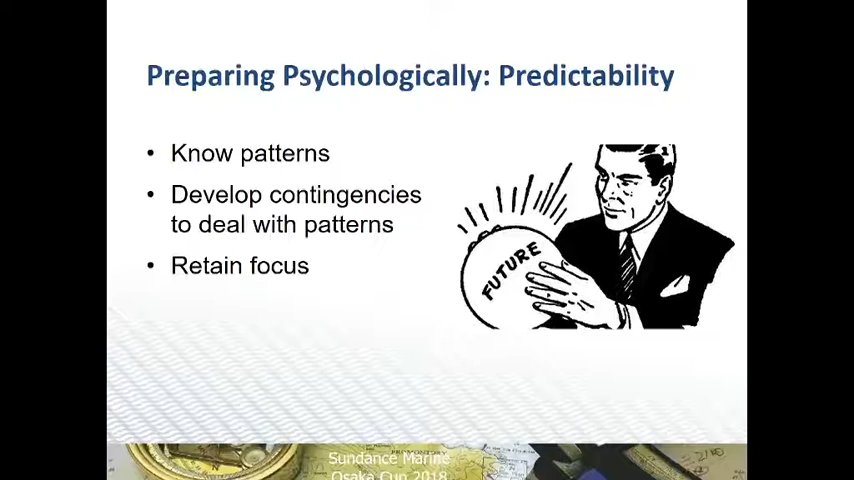 Preparing Psychologically: Predictability
• Know patterns
• Develop contingencies
to deal with patterns
• Retain focus
FUTURE
Sundance Marine
Osaka Cup 2018